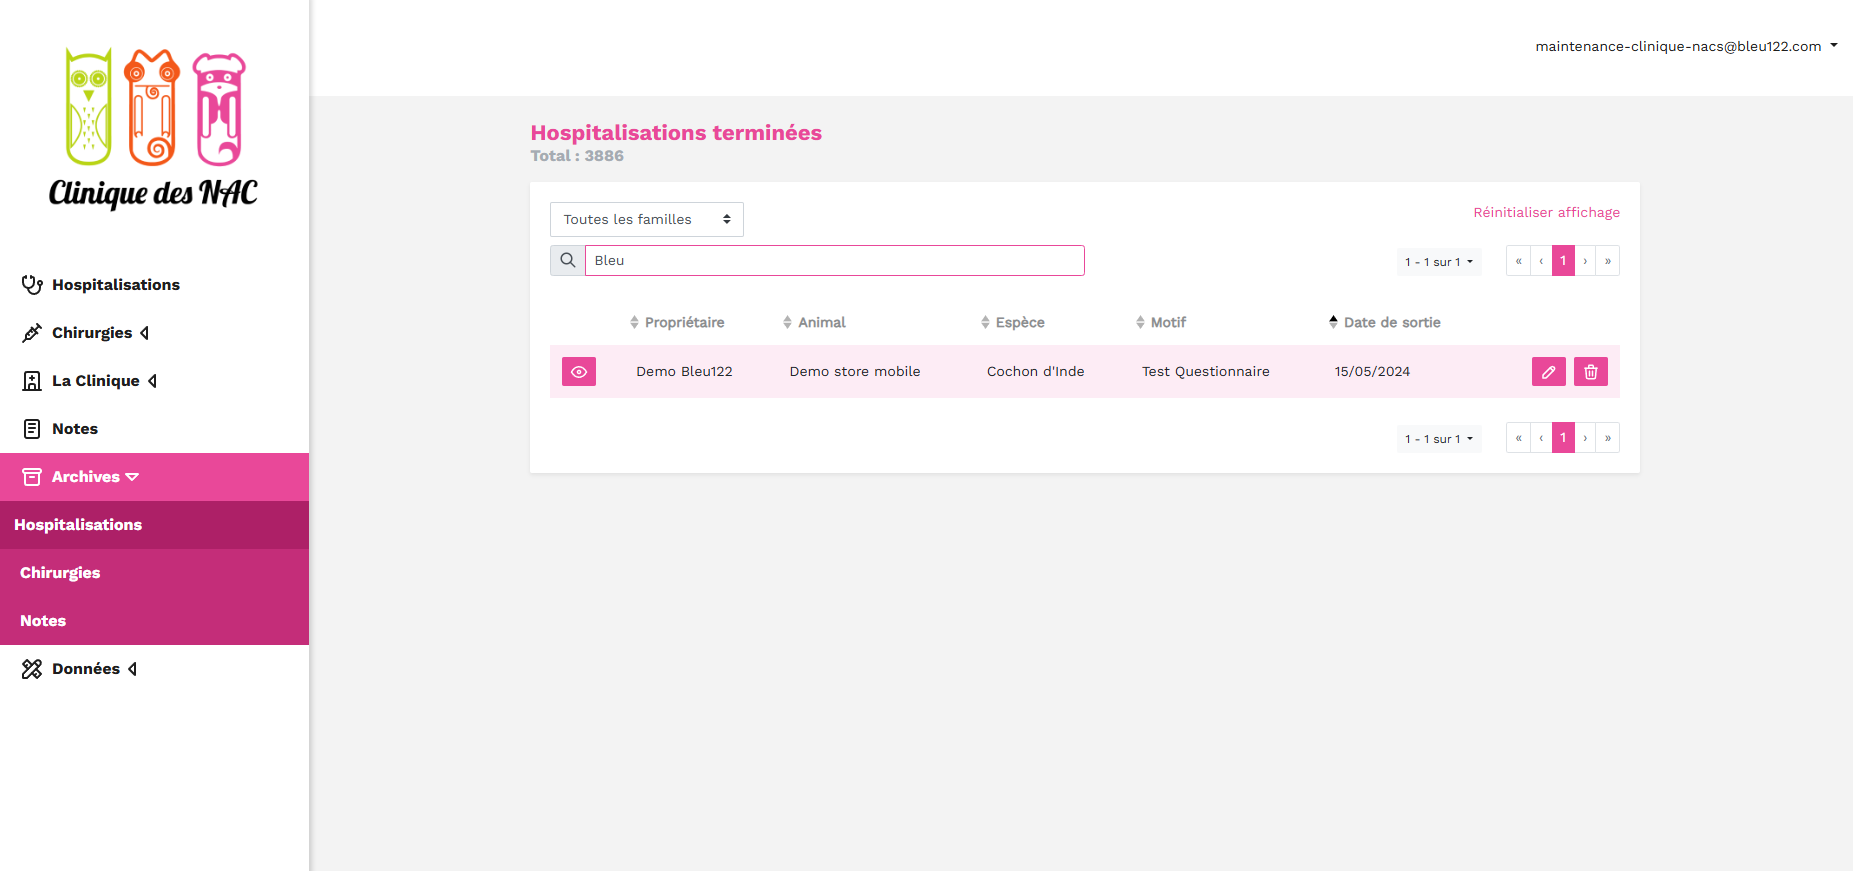 Clinique des NAC
maintenance-clinique-nacs@bleu122.com
Hospitalisations
Chirurgies
La Clinique
Notes
Archives
Hospitalisations
Chirurgies
Notes
Données
Hospitalisations terminées
Total : 3886
Toutes les familles
Réinitialiser affichage
Bleu
1 - 1 sur 1
« ‹ 1 › »
Propriétaire Animal Espèce Motif Date de sortie
Demo Bleu122 Demo store mobile Cochon d'Inde Test Questionnaire 15/05/2024
1 - 1 sur 1
« ‹ 1 › »